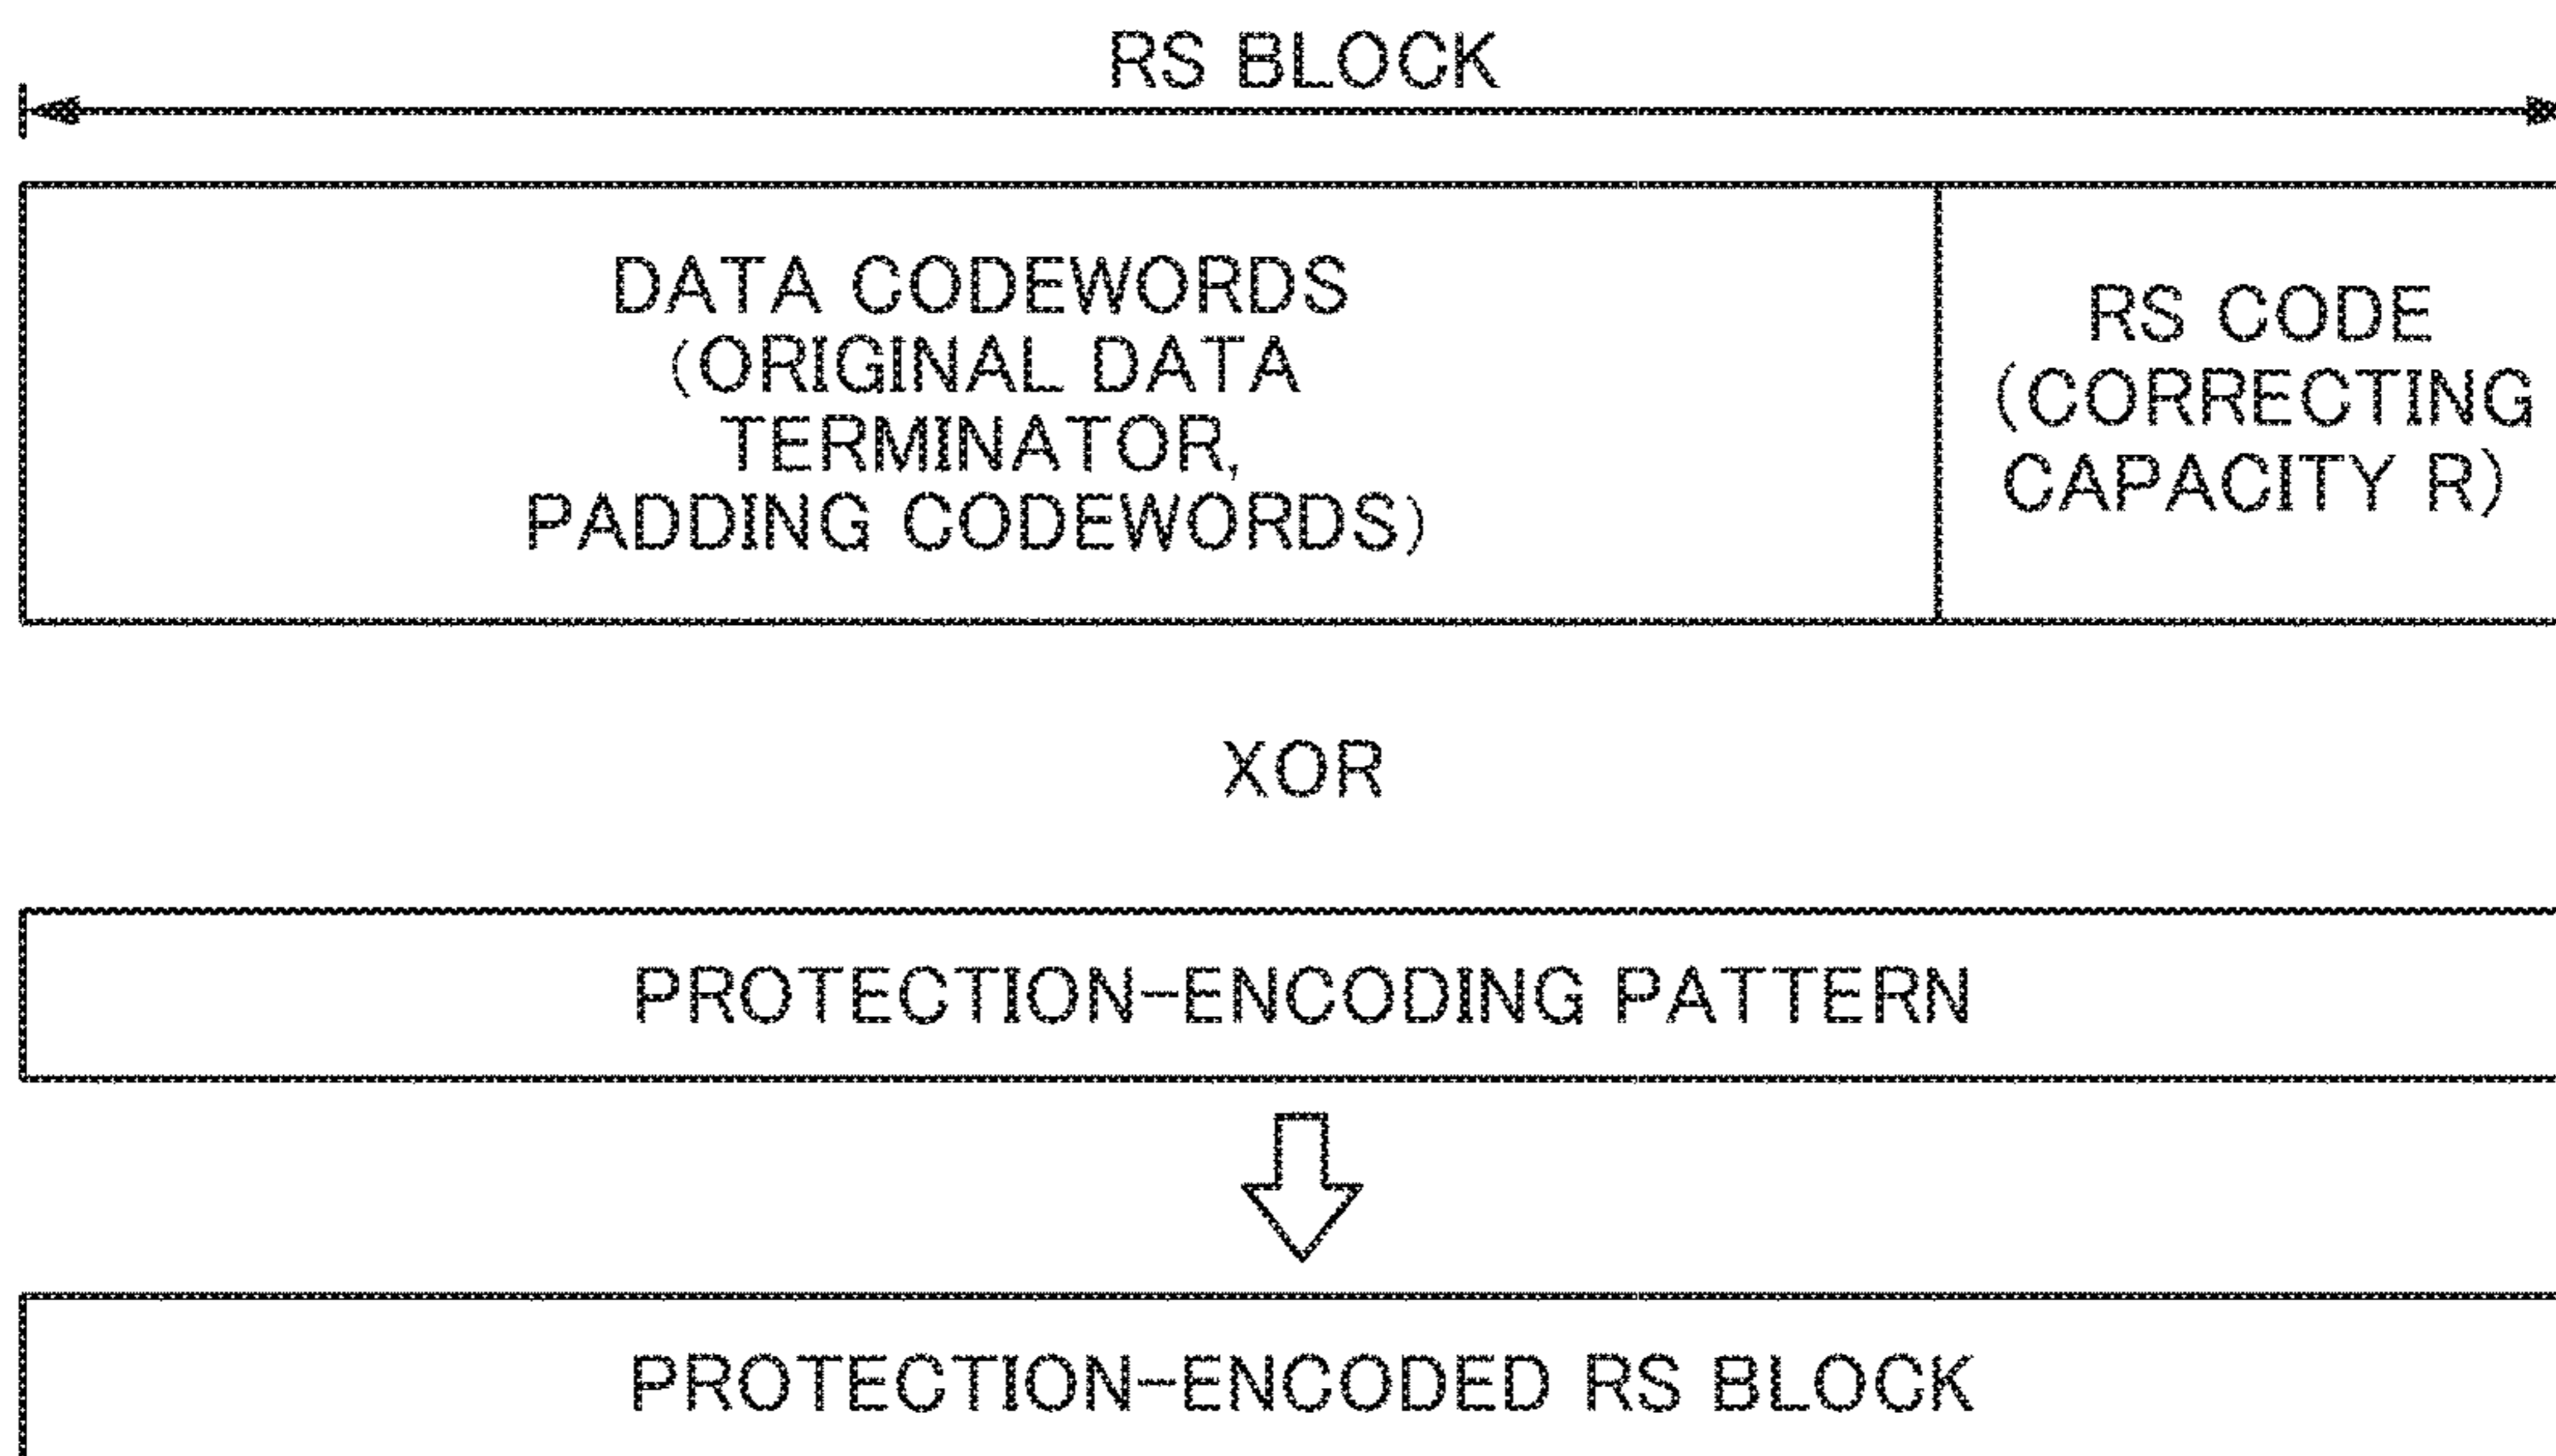 RS BLOCK
DATA CODEWORDS
(ORIGINAL DATA
TERMINATOR,
PADDING CODEWORDS)
RS CODE
(CORRECTING
CAPACITY R)
XOR
PROTECTION-ENCODING PATTERN
PROTECTION-ENCODED RS BLOCK